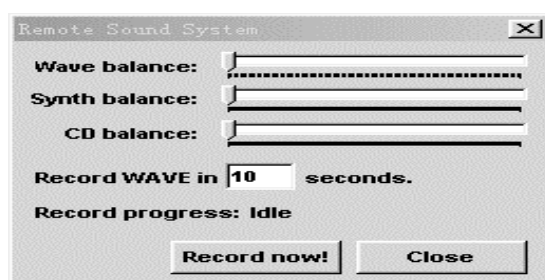 Remote Sound System
Wave balance:
Synth balance:
CD balance:
Record WAVE in 10 seconds.
Record progress: Idle
Record now! Close